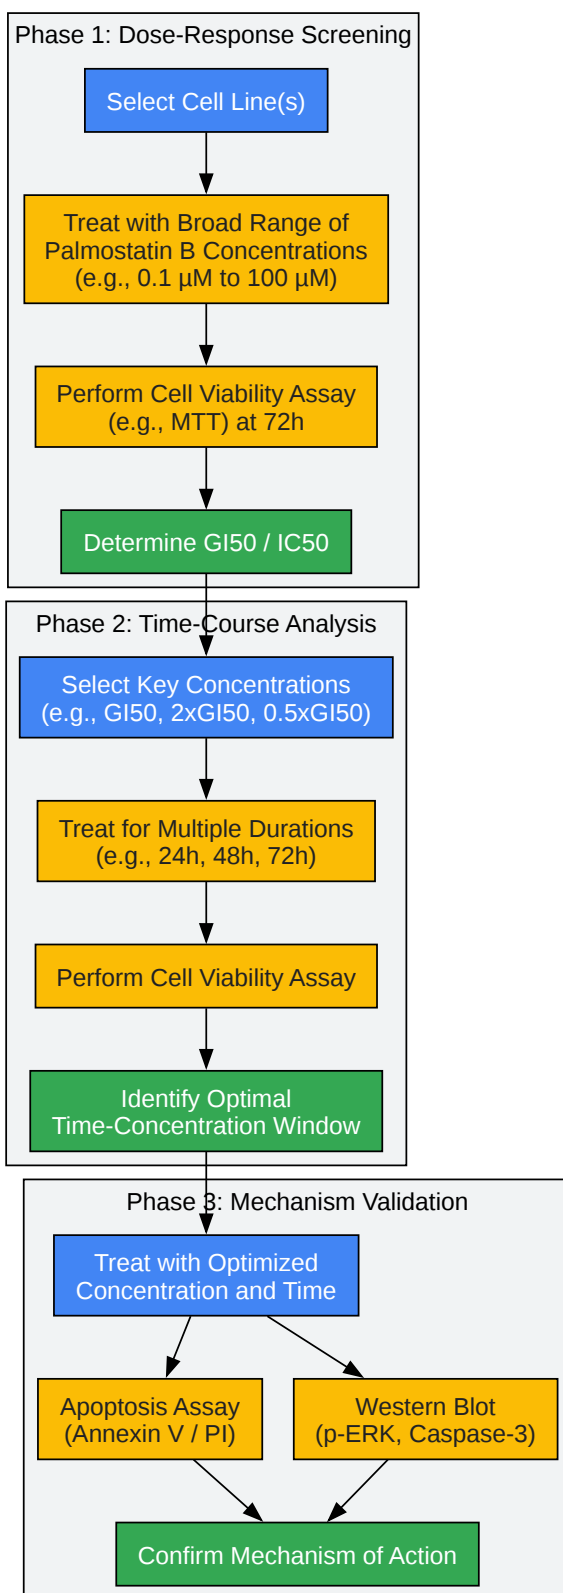 Phase 1: Dose-Response Screening
Select Cell Line(s)
Treat with Broad Range of
Palmostatin B Concentrations
(e.g., 0.1 µM to 100 µM)
Perform Cell Viability Assay
(e.g., MTT) at 72h
Determine GI50 / IC50
Phase 2: Time-Course Analysis
Select Key Concentrations
(e.g., GI50, 2xGI50, 0.5xGI50)
Treat for Multiple Durations
(e.g., 24h, 48h, 72h)
Perform Cell Viability Assay
Identify Optimal
Time-Concentration Window
Phase 3: Mechanism Validation
Treat with Optimized
Concentration and Time
Apoptosis Assay
(Annexin V / PI)
Western Blot
(p-ERK, Caspase-3)
Confirm Mechanism of Action